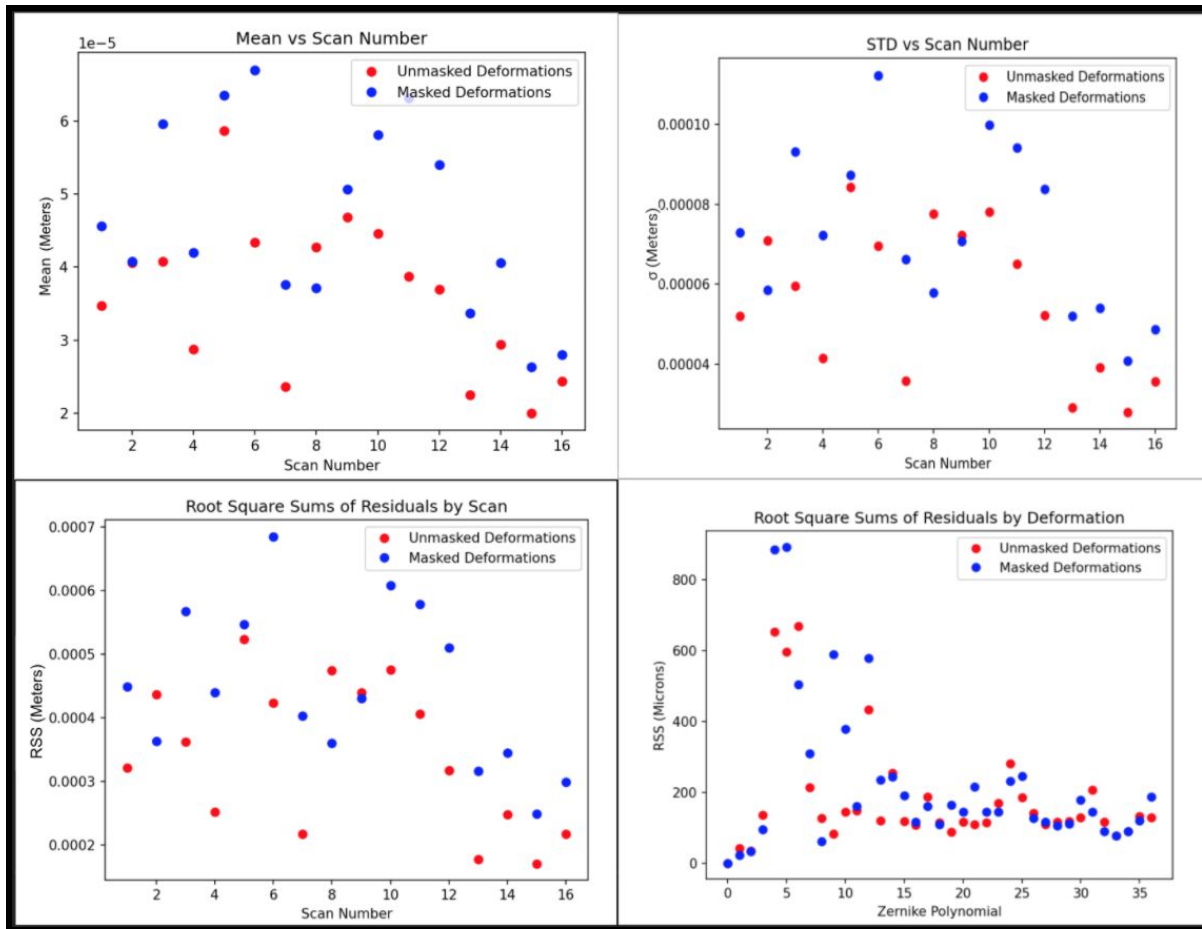 Mean vs Scan Number
1e−5
Unmasked Deformations
Masked Deformations
6
5
4
3
2
Mean (Meters)
2 4 6 8 10 12 14 16
Scan Number
STD vs Scan Number
Unmasked Deformations
Masked Deformations
0.00010
0.00008
0.00006
0.00004
σ (Meters)
2 4 6 8 10 12 14 16
Scan Number
Root Square Sums of Residuals by Scan
Unmasked Deformations
Masked Deformations
0.0007
0.0006
0.0005
0.0004
0.0003
0.0002
RSS (Meters)
2 4 6 8 10 12 14 16
Scan Number
Root Square Sums of Residuals by Deformation
Unmasked Deformations
Masked Deformations
800
600
400
200
0
RSS (Microns)
0 5 10 15 20 25 30 35
Zernike Polynomial